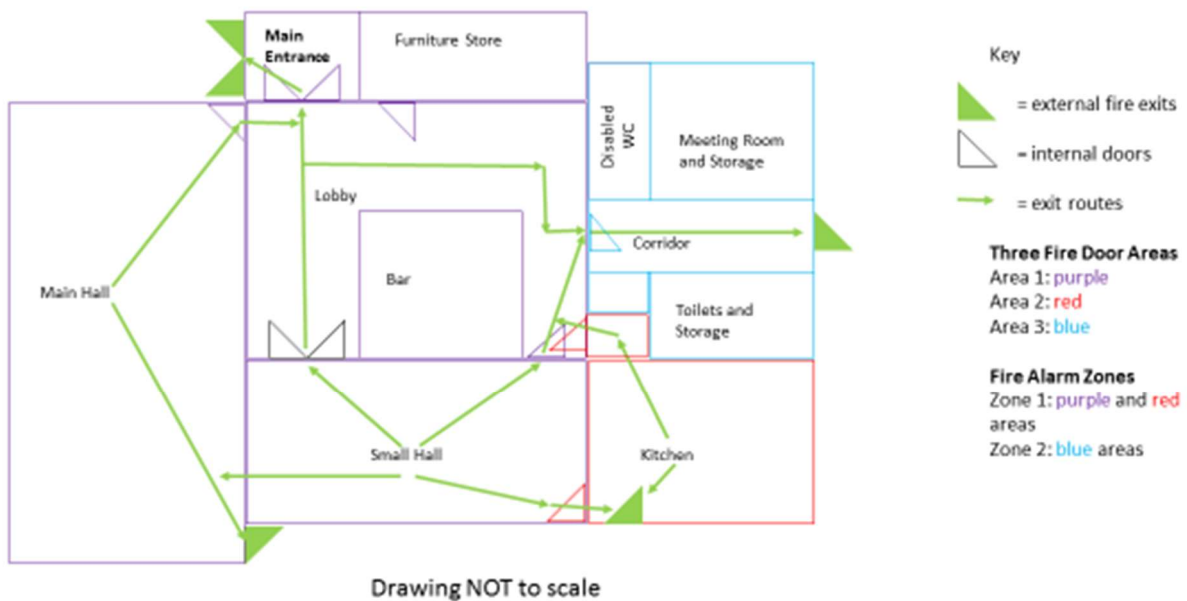 Main
Entrance
Furniture Store
Disabled
WC
Meeting Room
and Storage
Lobby
Corridor
Main Hall
Bar
Toilets and
Storage
Small Hall
Kitchen
Key
= external fire exits
= internal doors
= exit routes
Three Fire Door Areas
Area 1: purple
Area 2: red
Area 3: blue
Fire Alarm Zones
Zone 1: purple and red
areas
Zone 2: blue areas
Drawing NOT to scale